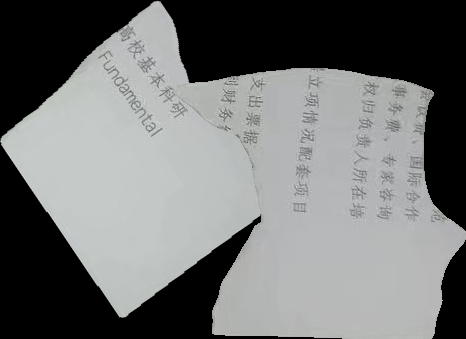 高校基本科研
Fundamental
议费、国际合作
事务费、专家咨询
权归负责人所在培
立项情况配套项目
支出票据
财务